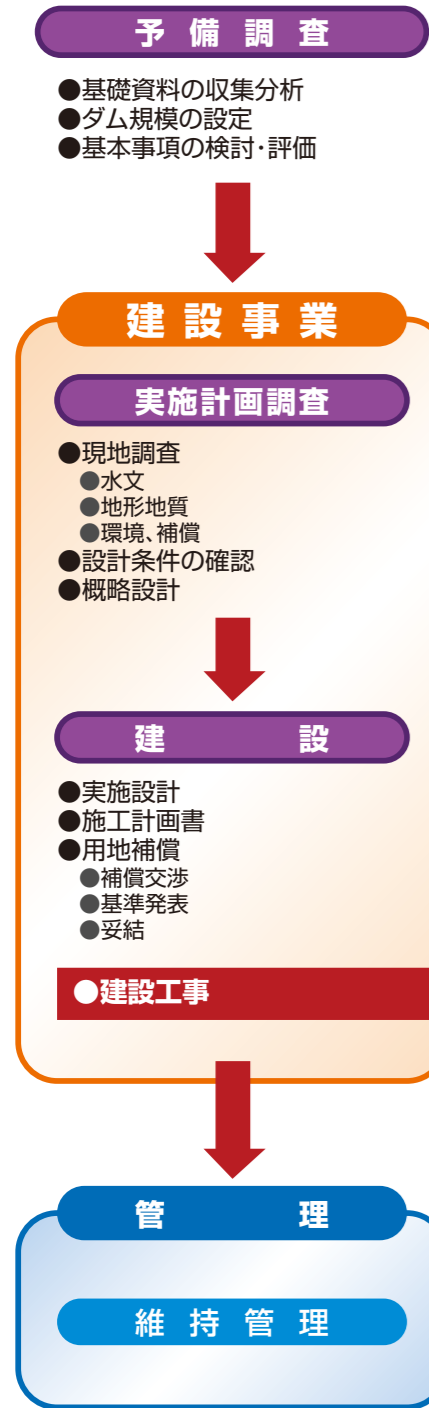 予備調査
●基礎資料の収集分析
●ダム規模の設定
●基本事項の検討・評価
建設事業
実施計画調査
●現地調査
●水文
●地形地質
●環境、補償
●設計条件の確認
●概略設計
建設
●実施設計
●施工計画書
●用地補償
●補償交渉
●基準発表
●妥結
●建設工事
管理
維持管理